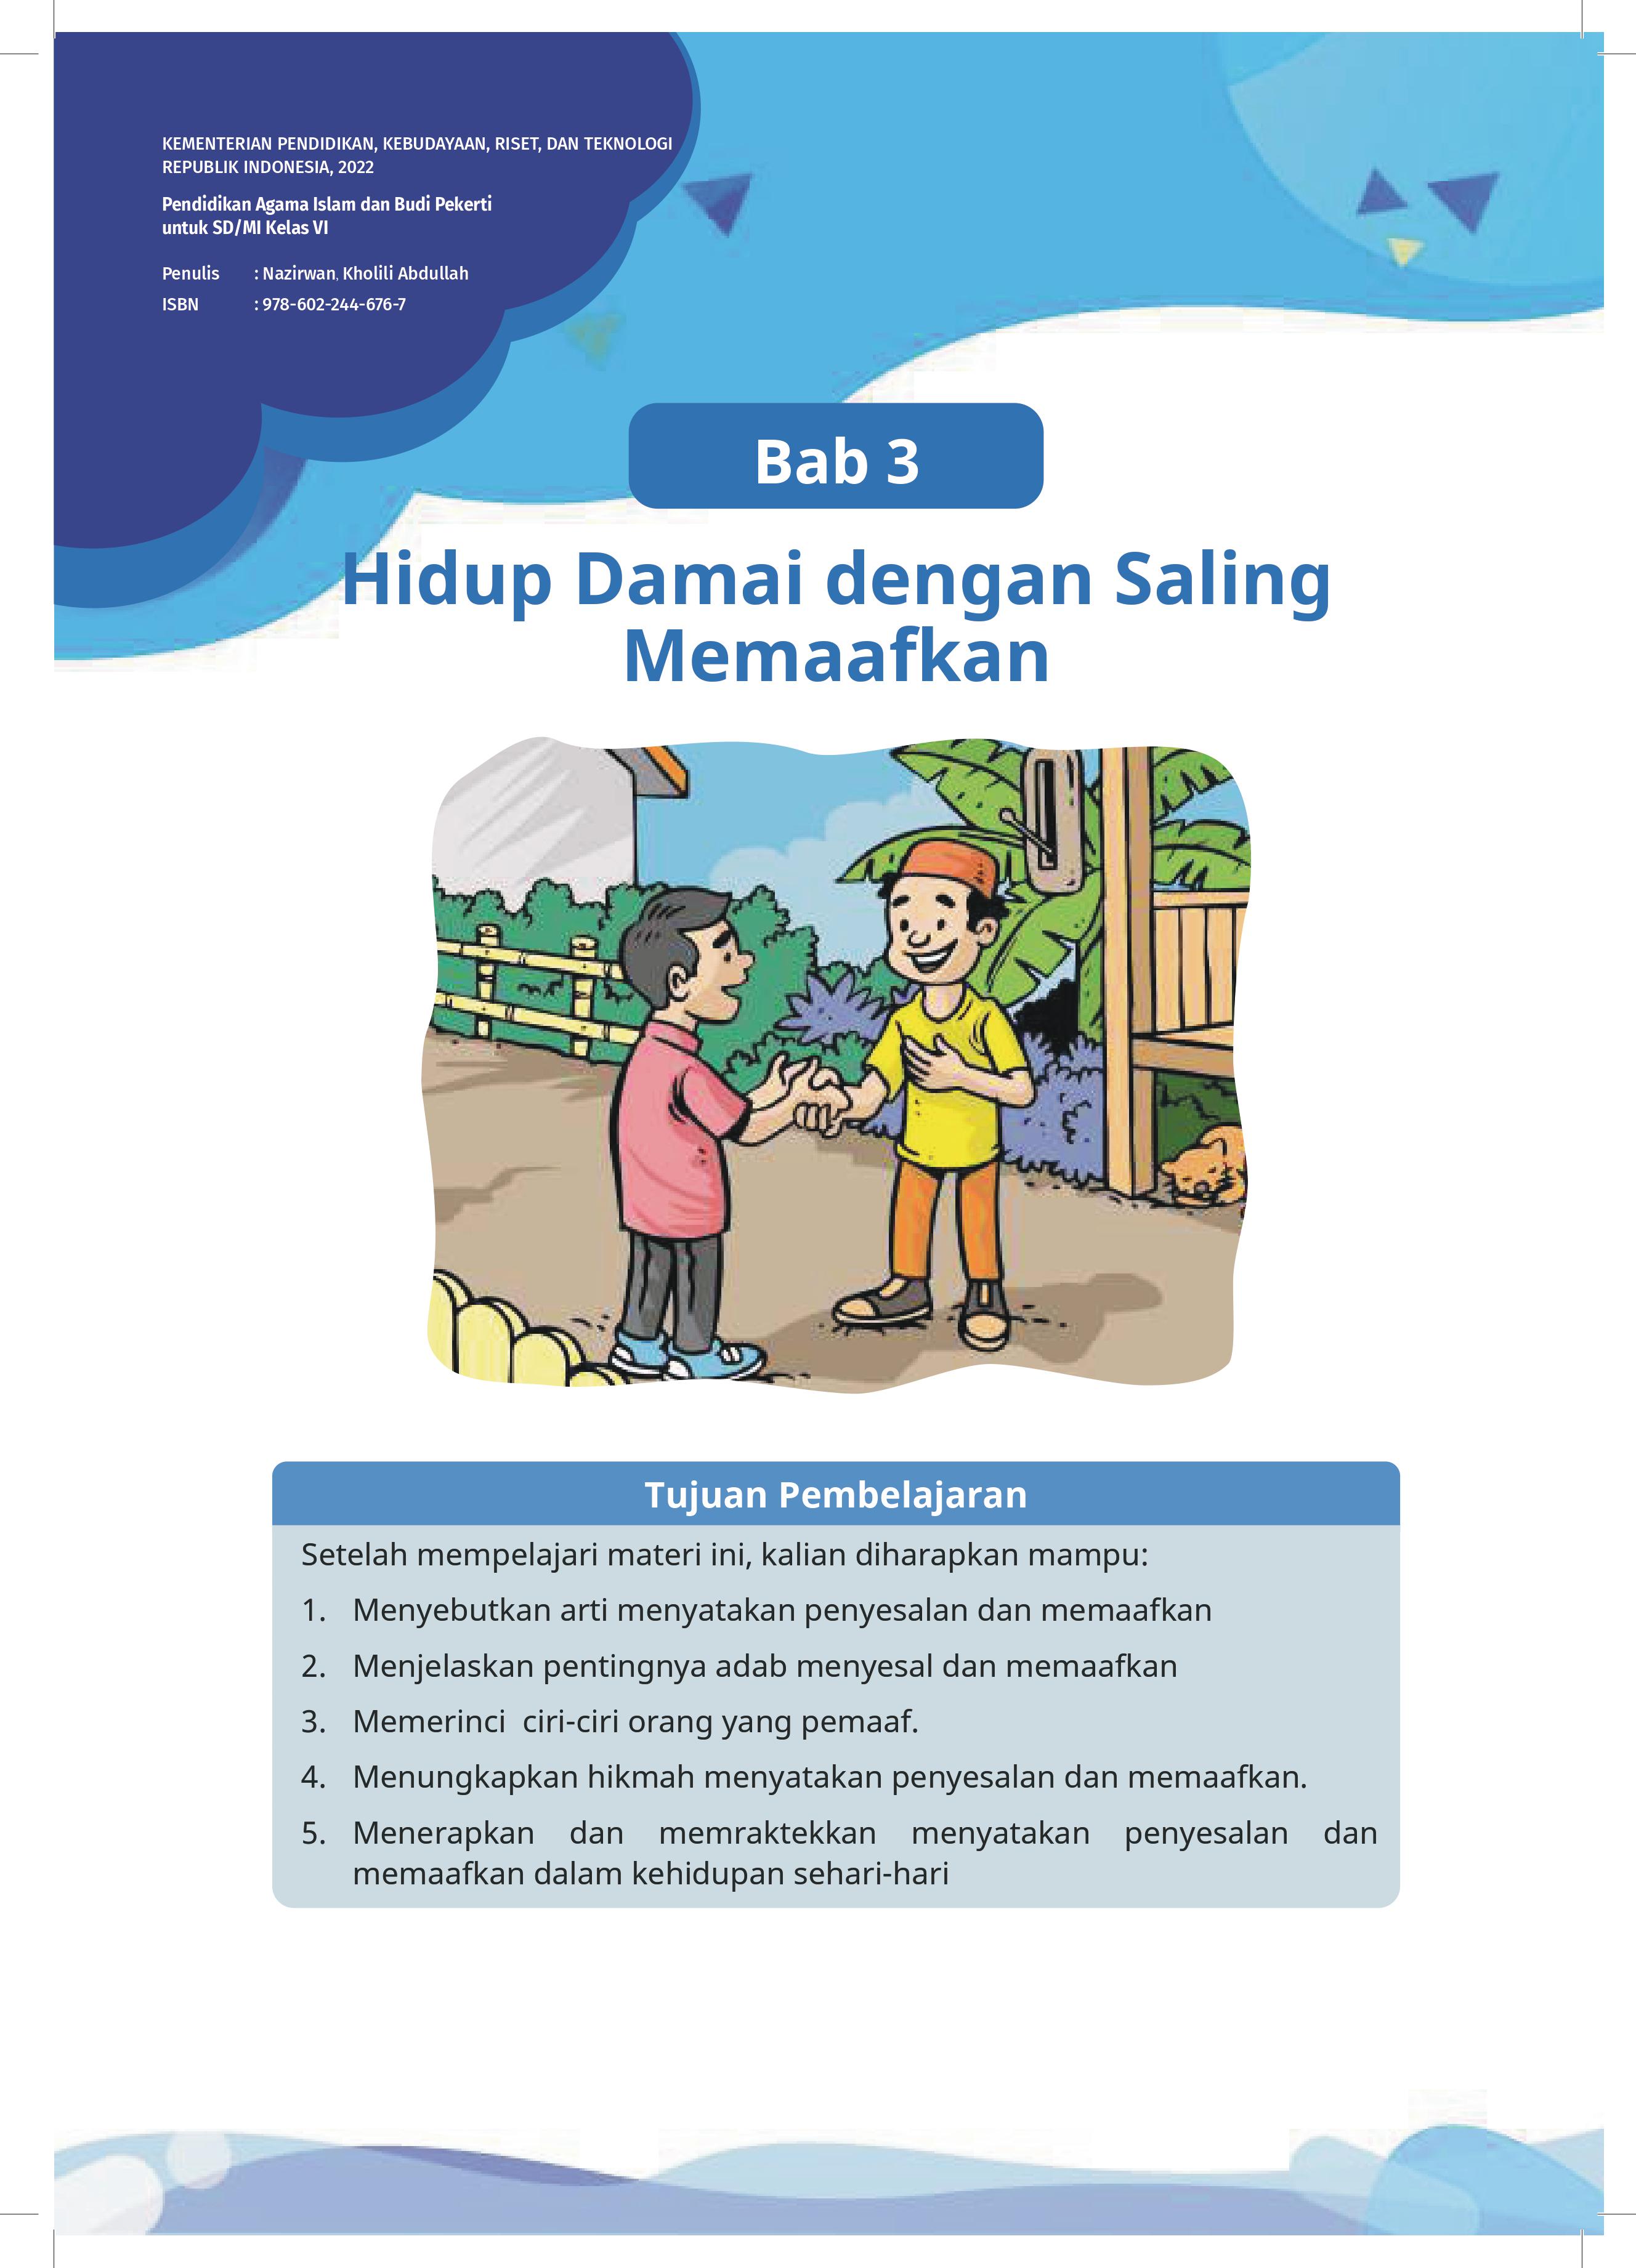 KEMENTERIAN PENDIDIKAN, KEBUDAYAAN, RISET, DAN TEKNOLOGI
REPUBLIK INDONESIA, 2022
Pendidikan Agama Islam dan Budi Pekerti
untuk SD/MI Kelas VI
Penulis : Nazirwan, Kholili Abdullah
ISBN : 978-602-244-676-7
Bab 3
Hidup Damai dengan Saling
Memaafkan
Tujuan Pembelajaran
Setelah mempelajari materi ini, kalian diharapkan mampu:
1. Menyebutkan arti menyatakan penyesalan dan memaafkan
2. Menjelaskan pentingnya adab menyesal dan memaafkan
3. Memerinci ciri-ciri orang yang pemaaf.
4. Menungkapkan hikmah menyatakan penyesalan dan memaafkan.
5. Menerapkan dan memraktekkan menyatakan penyesalan dan
memaafkan dalam kehidupan sehari-hari